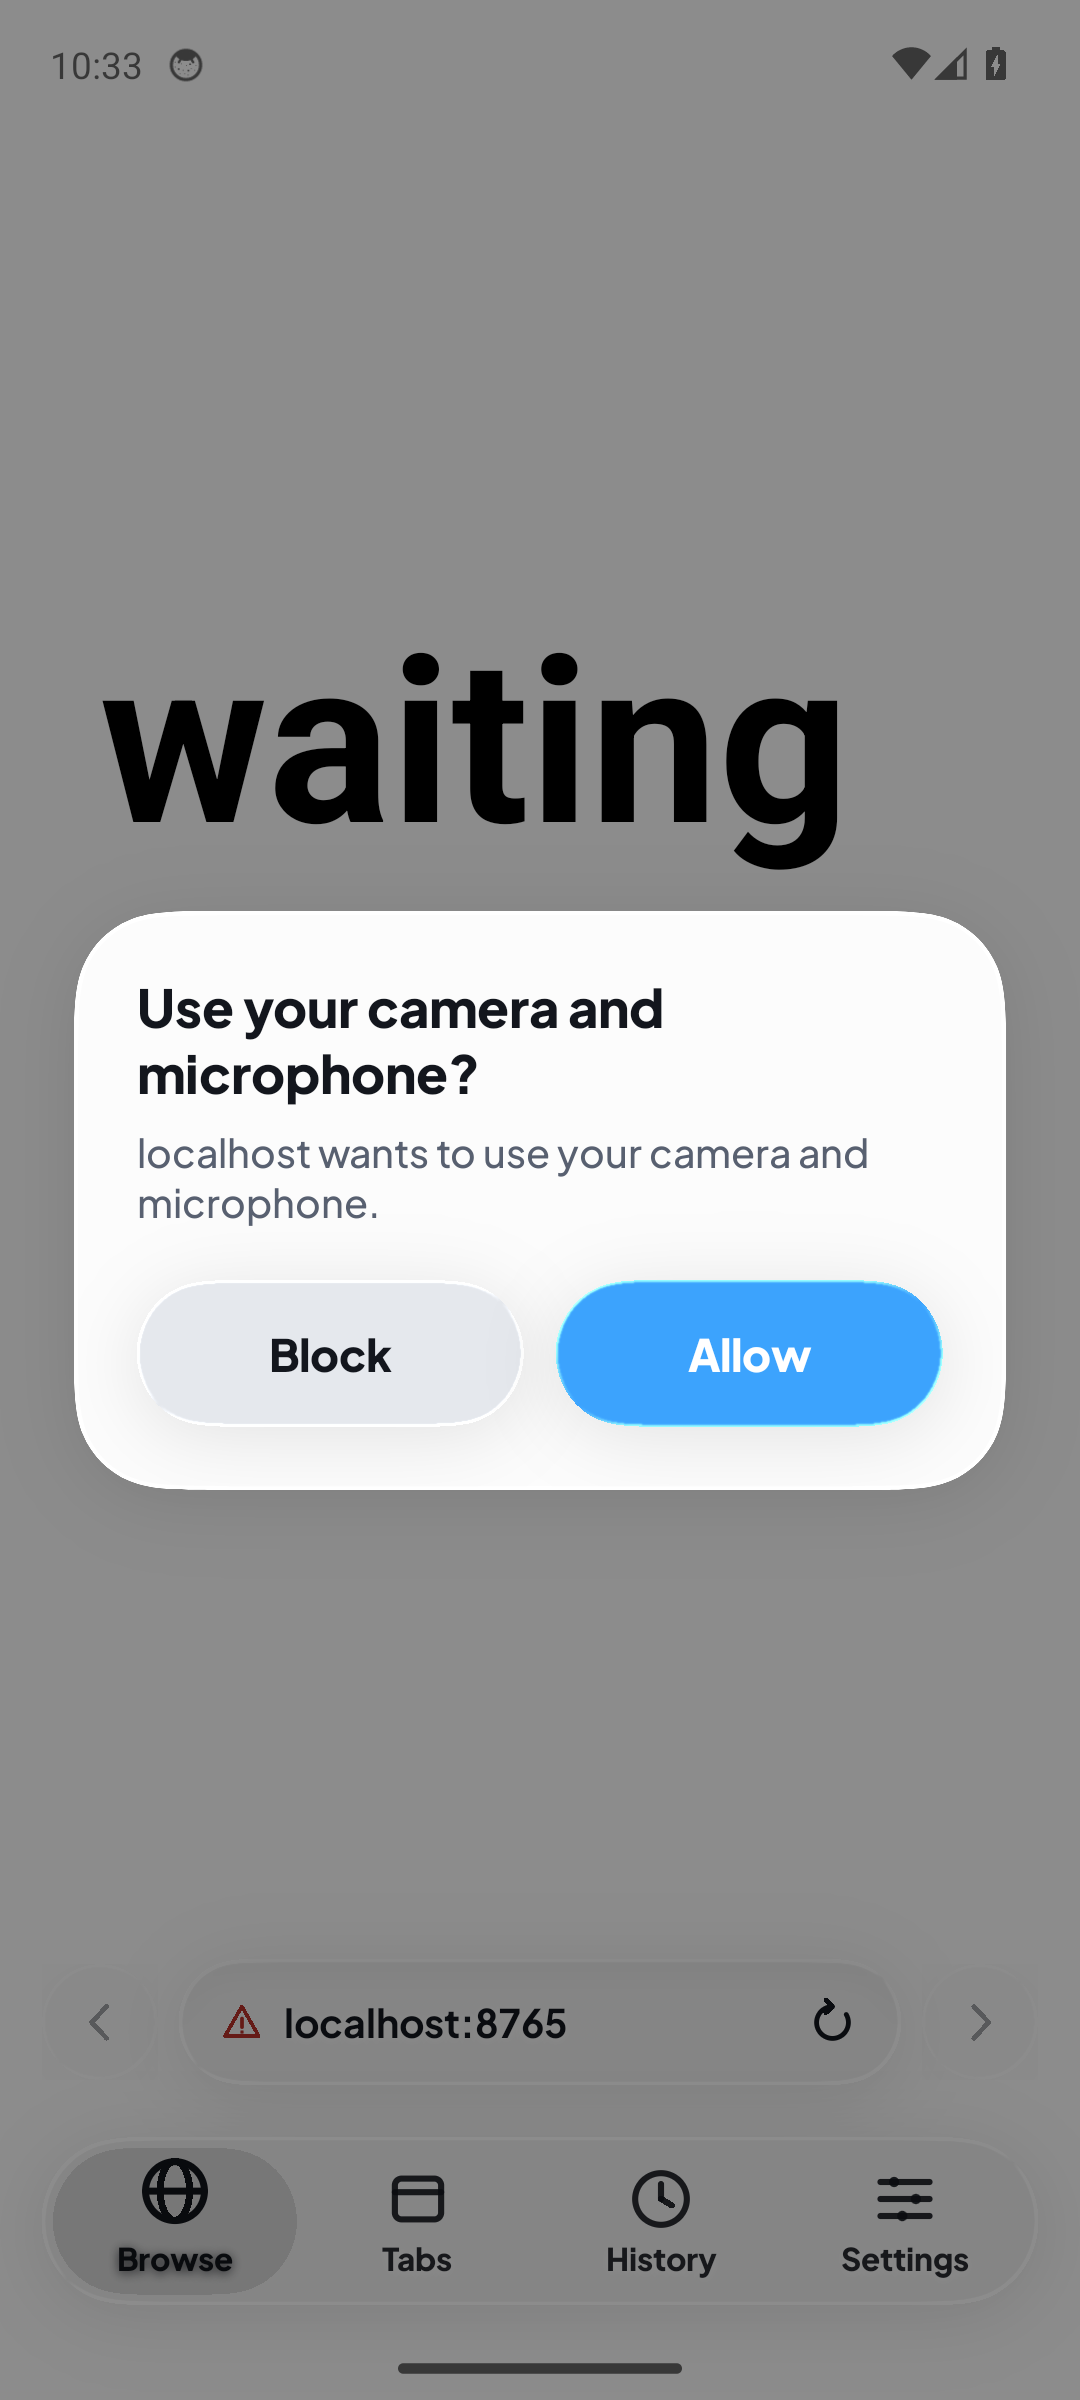 10:33
waiting
Use your camera and
microphone?
localhost wants to use your camera and
microphone.
Block
Allow
localhost:8765
Browse
Tabs
History
Settings